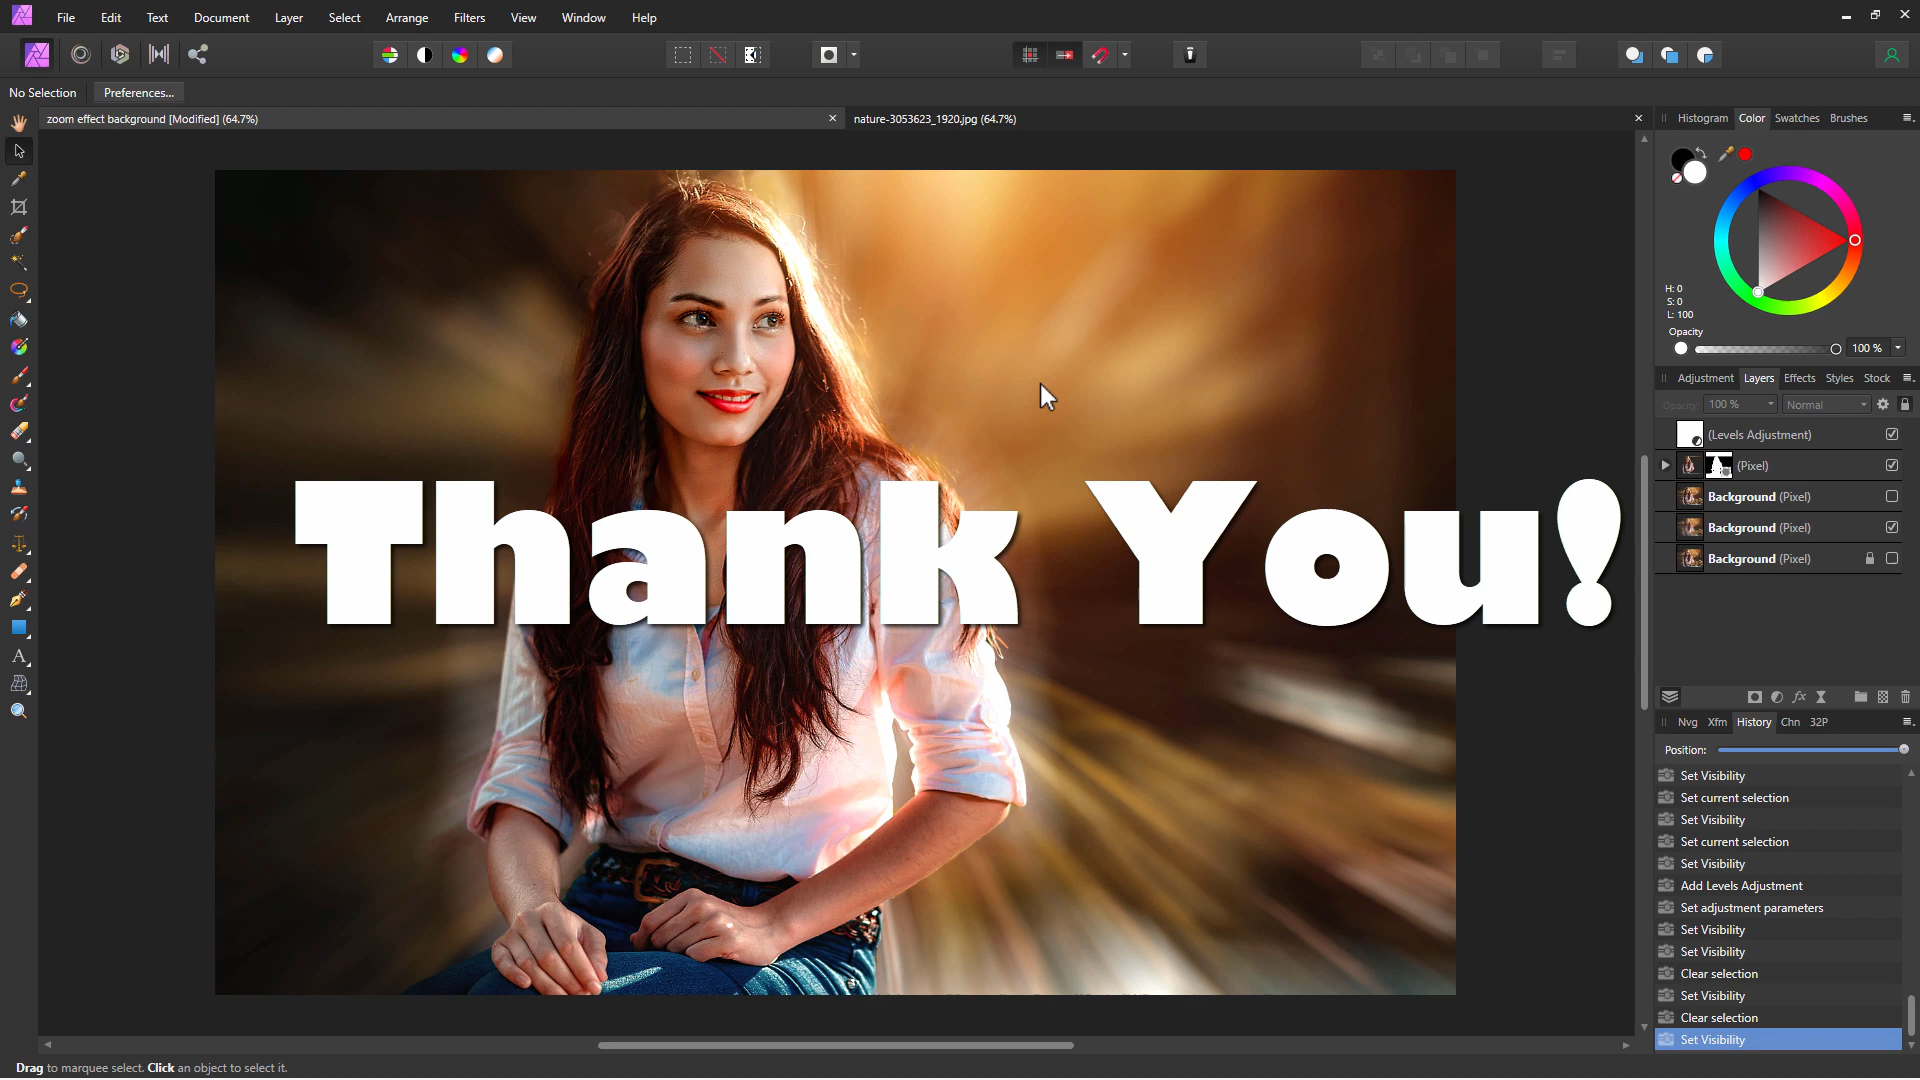 File Edit Text Document Layer Select Arrange Filters View Window Help
No Selection Preferences...
zoom effect background [Modified] (64.7%) nature-3053623_1920.jpg (64.7%)
Histogram Color Swatches Brushes
H: 0
S: 0
L: 100
Opacity
100 %
Adjustment Layers Effects Styles Stock
Opacity: 100 % Normal
(Levels Adjustment)
(Pixel)
Background (Pixel)
Background (Pixel)
Background (Pixel)
Thank You!
Nvg Xfm History Chn 32P
Position:
Set Visibility
Set current selection
Set Visibility
Set current selection
Set Visibility
Add Levels Adjustment
Set adjustment parameters
Set Visibility
Set Visibility
Clear selection
Set Visibility
Clear selection
Set Visibility
Drag to marquee select. Click an object to select it.